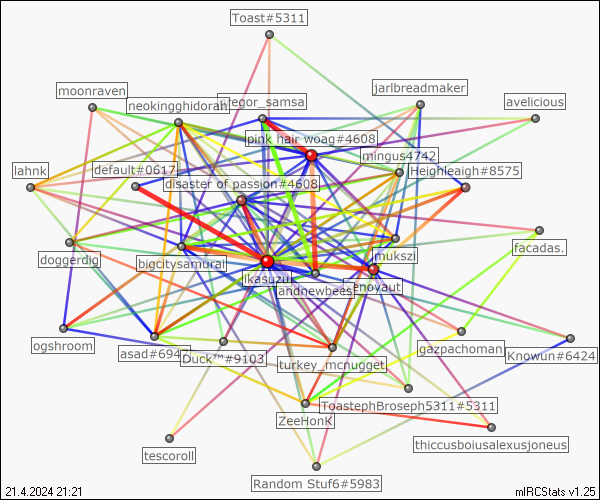 Toast#5311
moonraven
jarlbreadmaker
neokingghidorah
gregor_samsa
avelicious
pink hair woag#4608
mingus4742
lahnk
default#0617
Heighleaigh#8575
disaster of passion#4608
facadas.
doggerdig
bigcitysamurai
mukszi
ikasuzu
andnewbeas
enoyaut
ogshroom
asad#694
Duck™#9103
turkey_mcnugget
gazpachoman
Knowun#6424
ToastephBroseph5311#5311
ZeeHonK
thiccusboiusalexusjoneus
tescoroll
Random Stuf6#5983
21.4.2024 21:21
mIRCStats v1.25